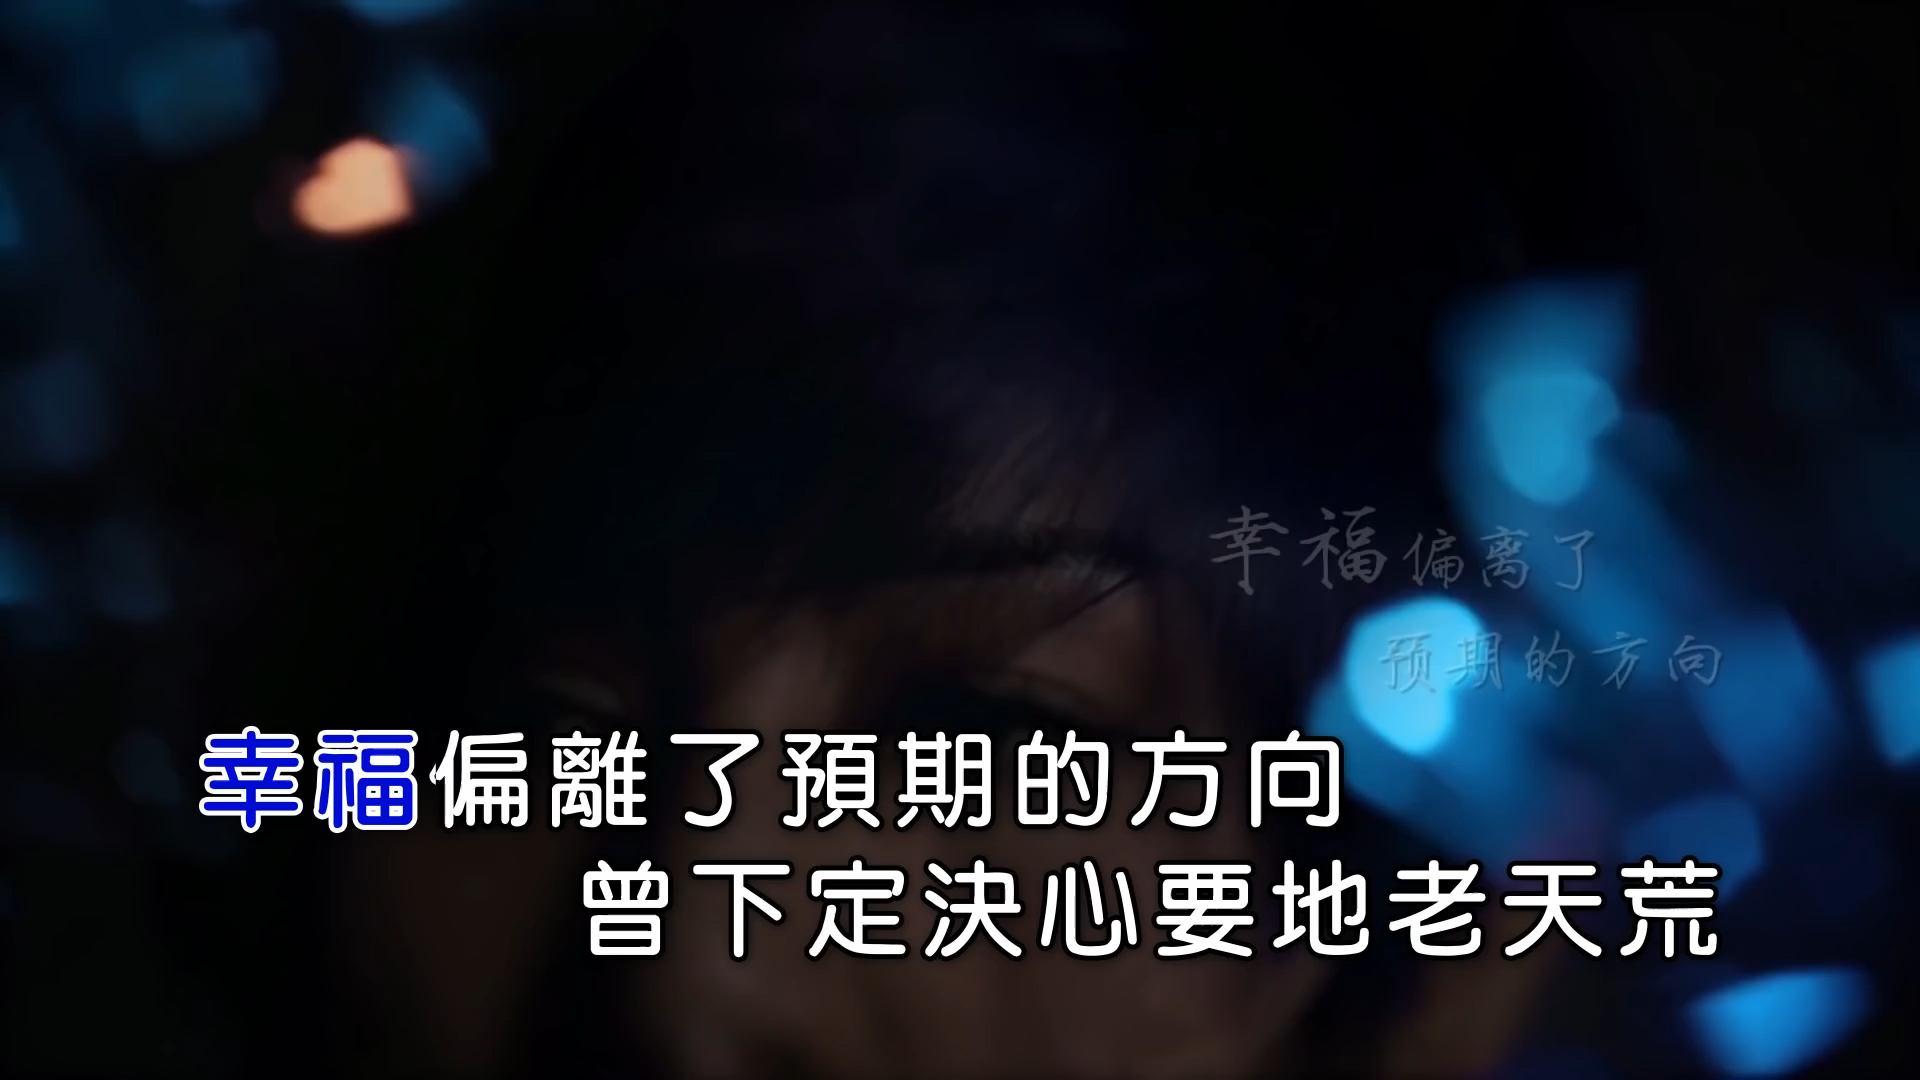 幸福偏离了
预期的方向
幸福偏離了預期的方向
曾下定決心要地老天荒